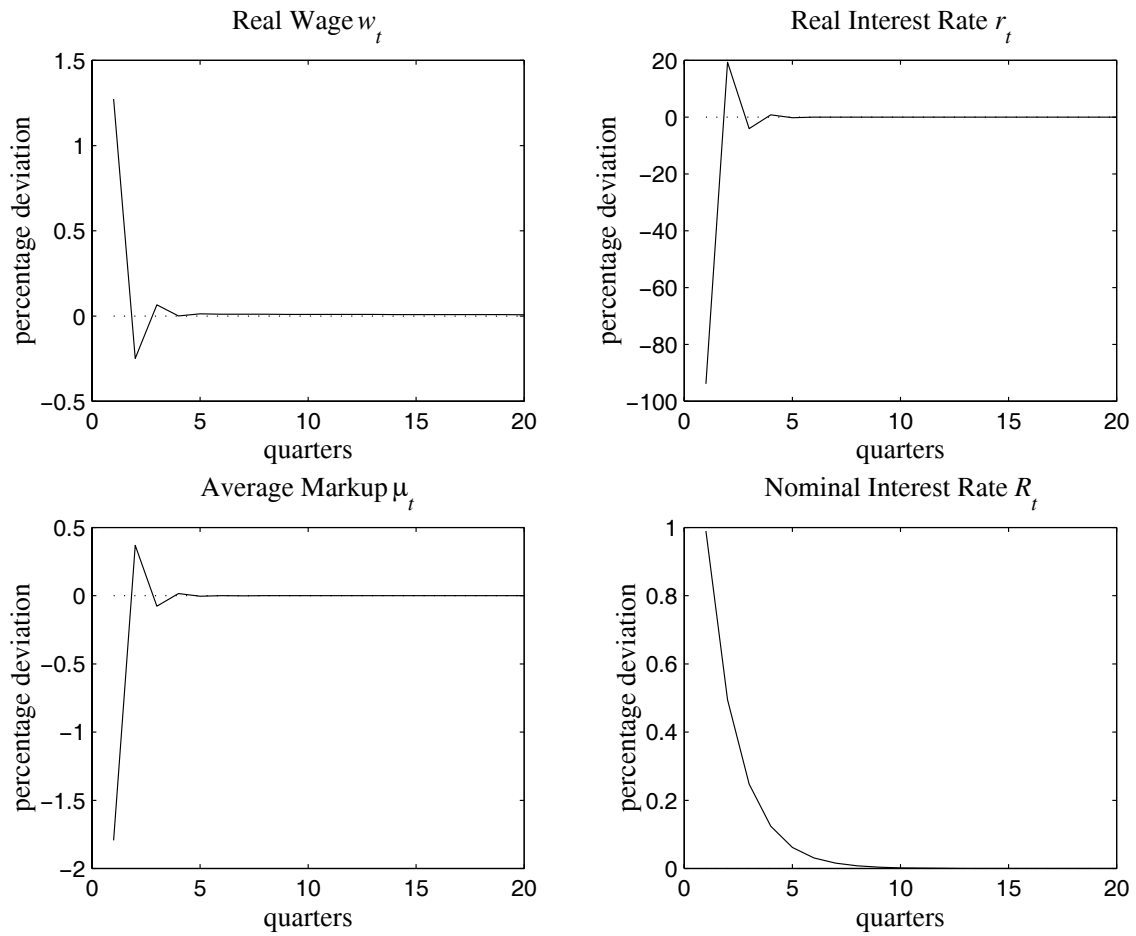 Real Wage w_t
percentage deviation
1.5
1
0.5
0
−0.5
0 5 10 15 20
quarters
Real Interest Rate r_t
percentage deviation
20
0
−20
−40
−60
−80
−100
0 5 10 15 20
quarters
Average Markup μ_t
percentage deviation
0.5
0
−0.5
−1
−1.5
−2
0 5 10 15 20
quarters
Nominal Interest Rate R_t
percentage deviation
1
0.8
0.6
0.4
0.2
0
0 5 10 15 20
quarters